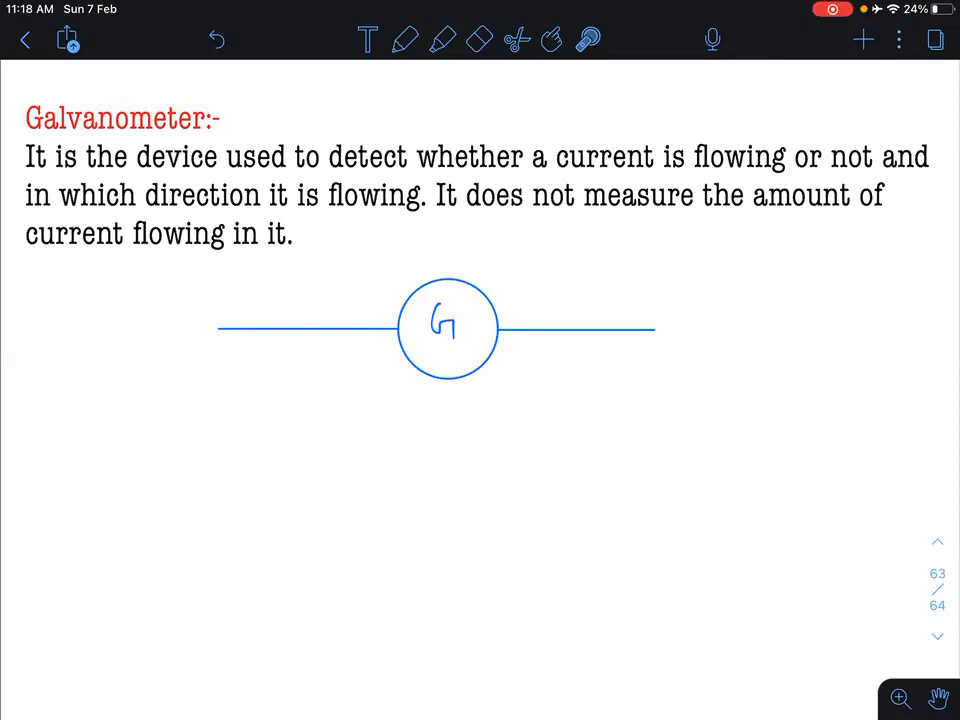 11:18 AM Sun 7 Feb 24%
Galvanometer:-
It is the device used to detect whether a current is flowing or not and
in which direction it is flowing. It does not measure the amount of
current flowing in it.
G
63
/
64